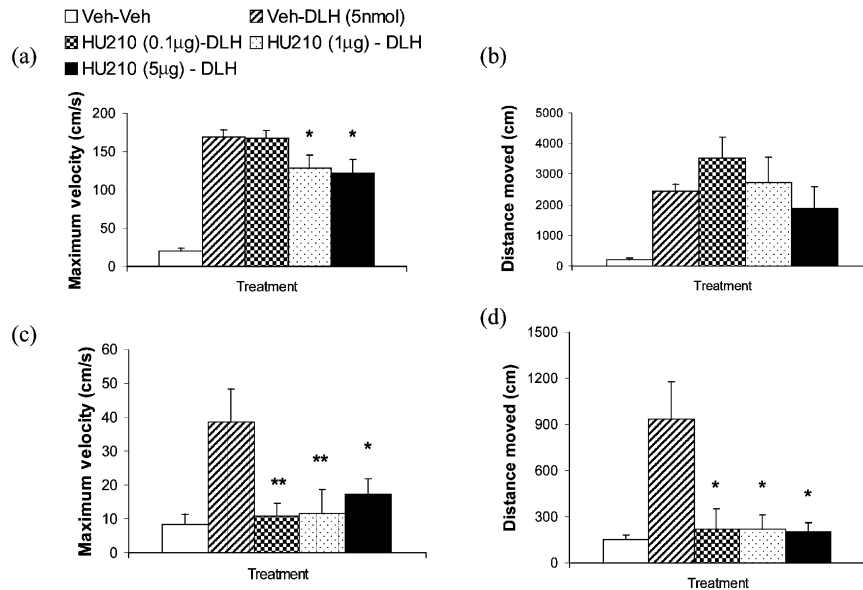 Veh-Veh Veh-DLH (5nmol)
HU210 (0.1µg)-DLH HU210 (1µg) - DLH
HU210 (5µg) - DLH
(a)
Maximum velocity (cm/s)
200
150
100
50
0
* *
Treatment
(b)
Distance moved (cm)
5000
4000
3000
2000
1000
0
Treatment
(c)
Maximum velocity (cm/s)
60
50
40
30
20
10
0
** ** *
Treatment
(d)
Distance moved (cm)
1500
1200
900
600
300
0
* * *
Treatment